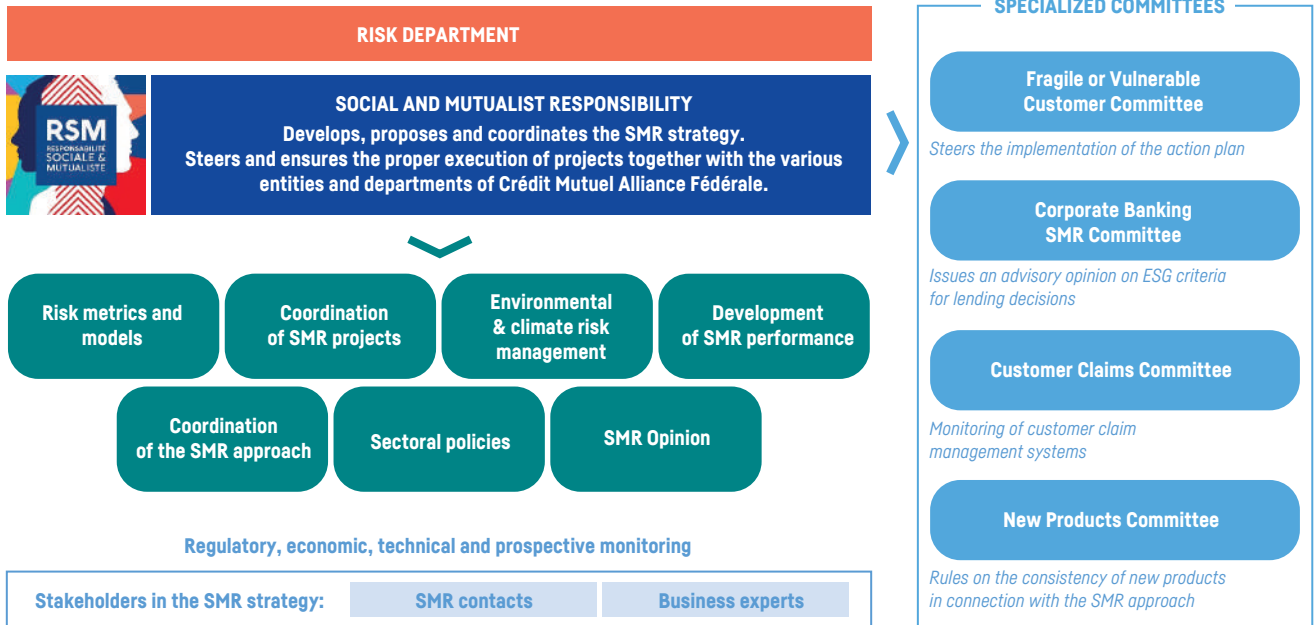 RISK DEPARTMENT
RSM
RESPONSABILITÉ
SOCIALE &
MUTUALISTE
SOCIAL AND MUTUALIST RESPONSIBILITY
Develops, proposes and coordinates the SMR strategy.
Steers and ensures the proper execution of projects together with the various
entities and departments of Crédit Mutuel Alliance Fédérale.
Risk metrics and
models
Coordination
of SMR projects
Environmental
& climate risk
management
Development
of SMR performance
Coordination
of the SMR approach
Sectoral policies
SMR Opinion
Regulatory, economic, technical and prospective monitoring
Stakeholders in the SMR strategy:
SMR contacts
Business experts
SPECIALIZED COMMITTEES
Fragile or Vulnerable
Customer Committee
Steers the implementation of the action plan
Corporate Banking
SMR Committee
Issues an advisory opinion on ESG criteria
for lending decisions
Customer Claims Committee
Monitoring of customer claim
management systems
New Products Committee
Rules on the consistency of new products
in connection with the SMR approach